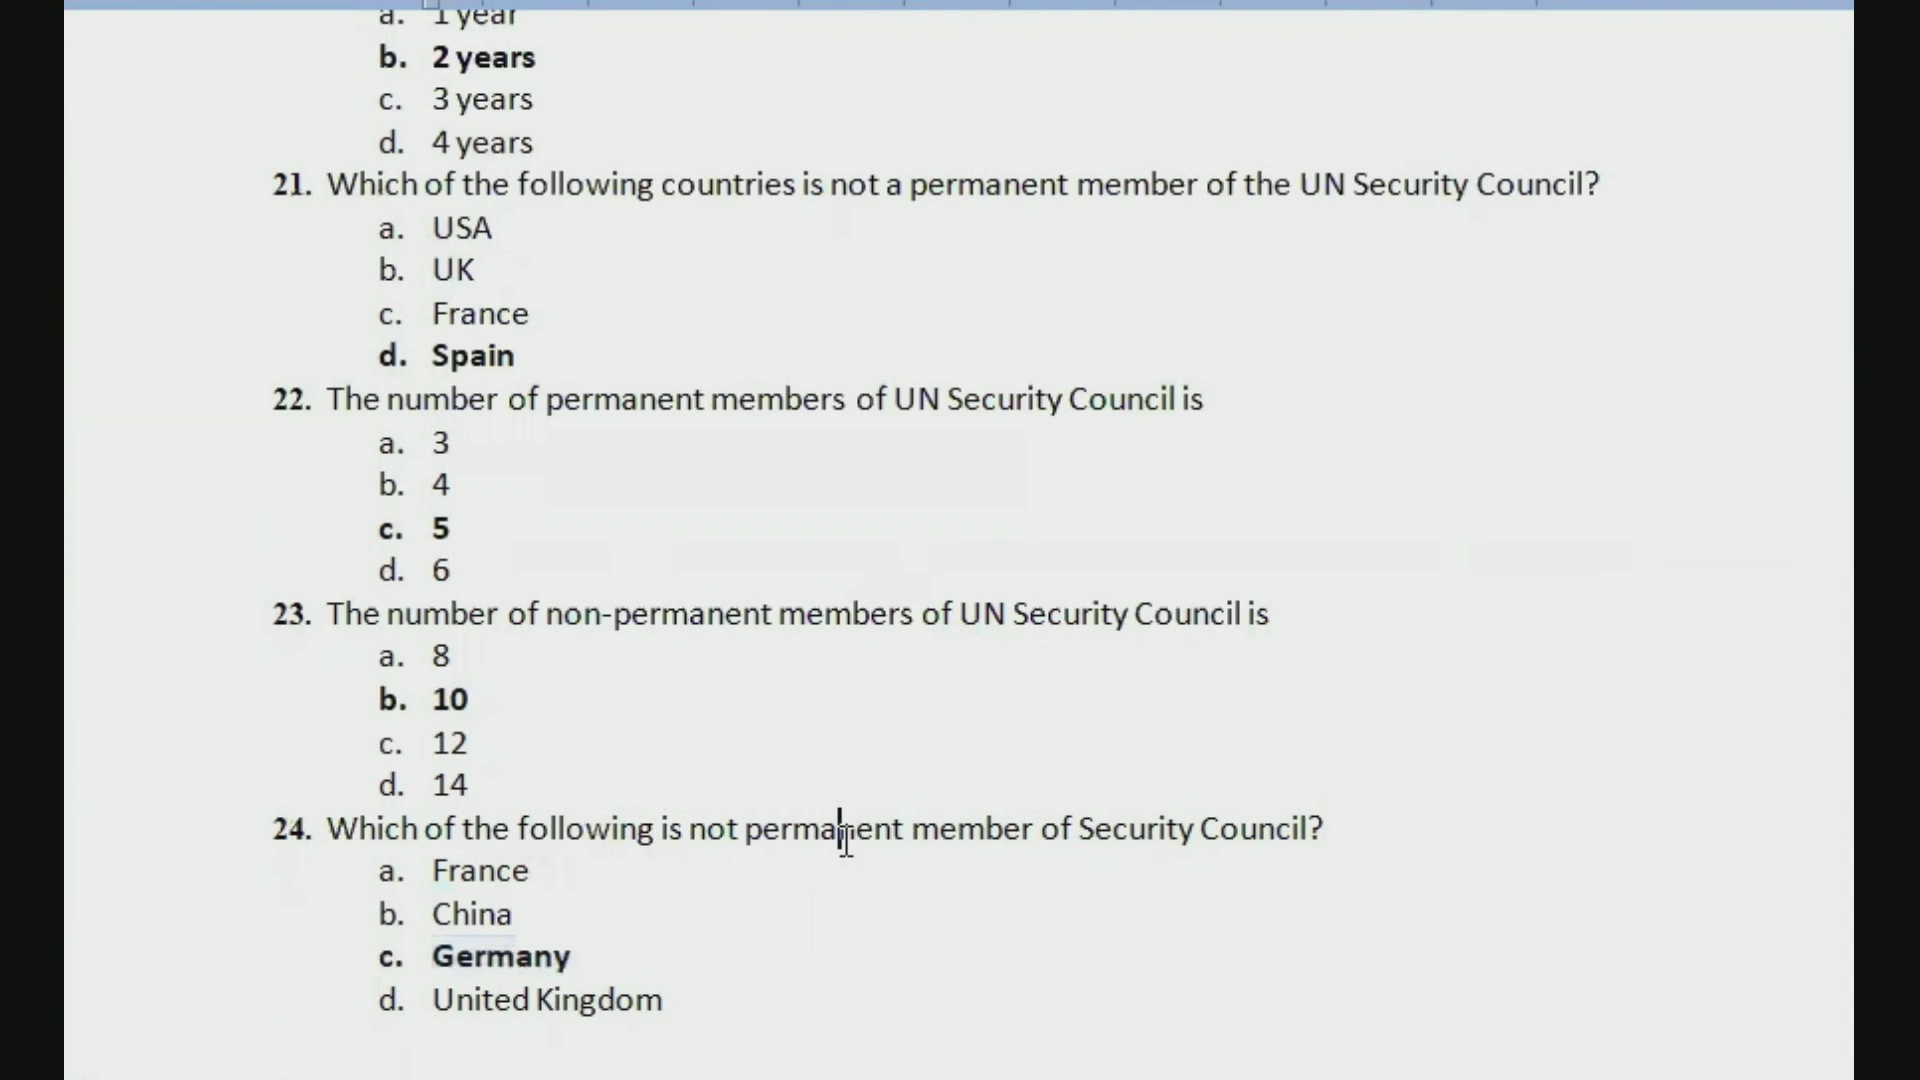 a. 1 year
b. 2 years
c. 3 years
d. 4 years
21. Which of the following countries is not a permanent member of the UN Security Council?
a. USA
b. UK
c. France
d. Spain
22. The number of permanent members of UN Security Council is
a. 3
b. 4
c. 5
d. 6
23. The number of non-permanent members of UN Security Council is
a. 8
b. 10
c. 12
d. 14
24. Which of the following is not permanent member of Security Council?
a. France
b. China
c. Germany
d. United Kingdom